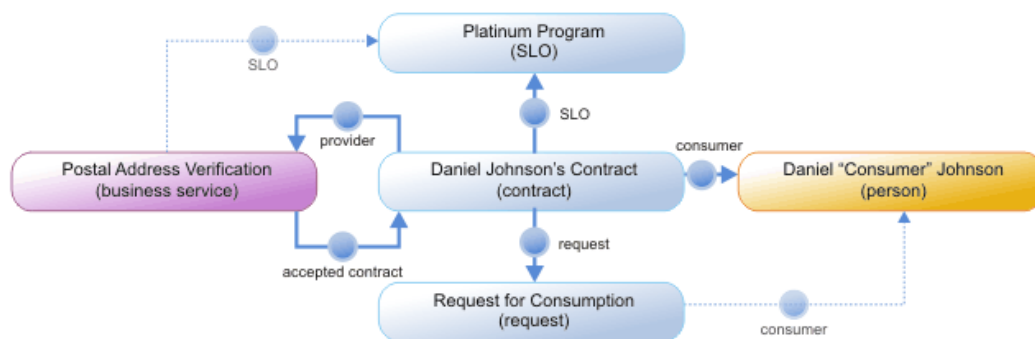 Platinum Program
(SLO)
SLO
SLO
provider
consumer
Postal Address Verification
(business service)
Daniel Johnson's Contract
(contract)
Daniel “Consumer” Johnson
(person)
accepted contract
request
Request for Consumption
(request)
consumer